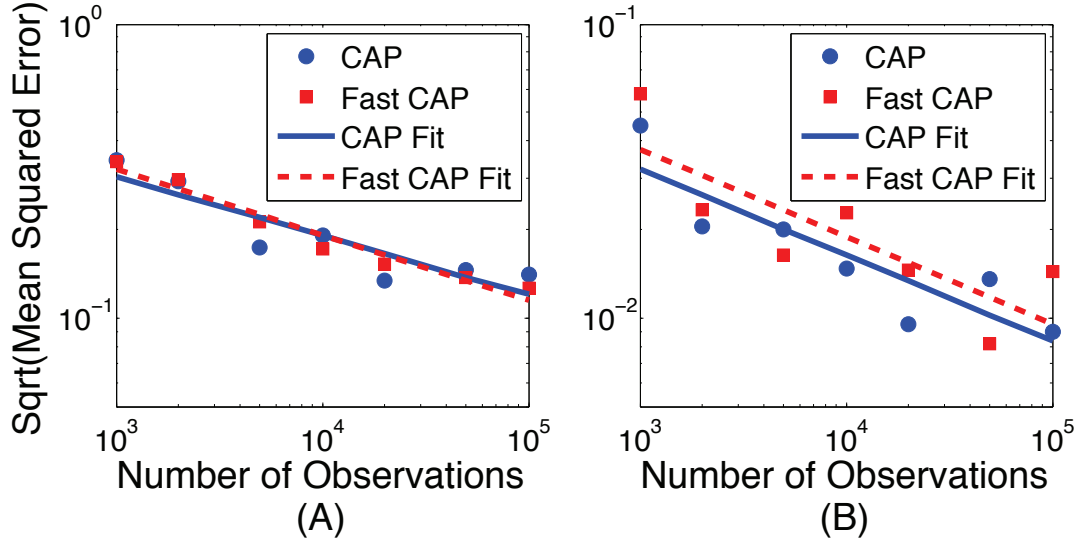 Sqrt(Mean Squared Error)
10^0
10^-1
10^3
10^4
10^5
CAP
Fast CAP
CAP Fit
Fast CAP Fit
Number of Observations
(A)
10^-1
10^-2
10^3
10^4
10^5
CAP
Fast CAP
CAP Fit
Fast CAP Fit
Number of Observations
(B)